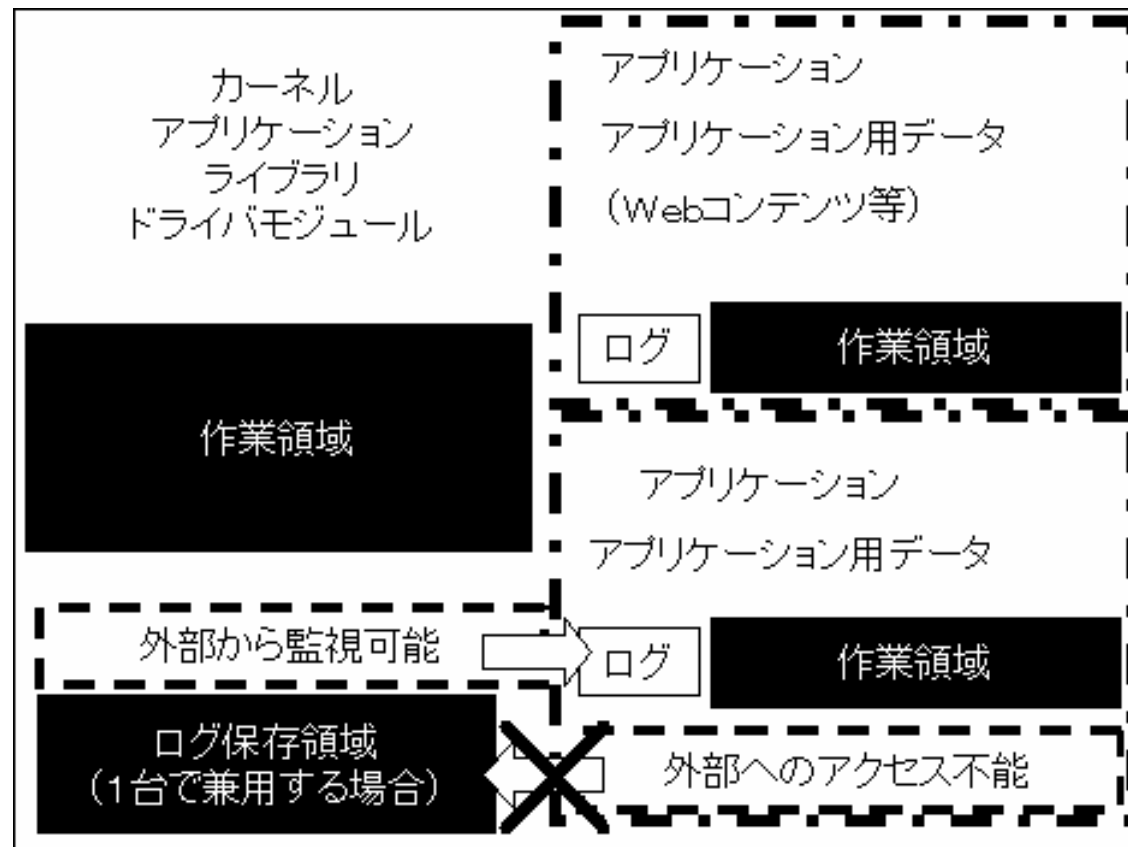 カーネル
アプリケーション
ライブラリ
ドライバモジュール
作業領域
外部から監視可能
ログ保存領域
(1台で兼用する場合)
アプリケーション
アプリケーション用データ
(Webコンテンツ等)
ログ
作業領域
アプリケーション
アプリケーション用データ
ログ
作業領域
外部へのアクセス不能